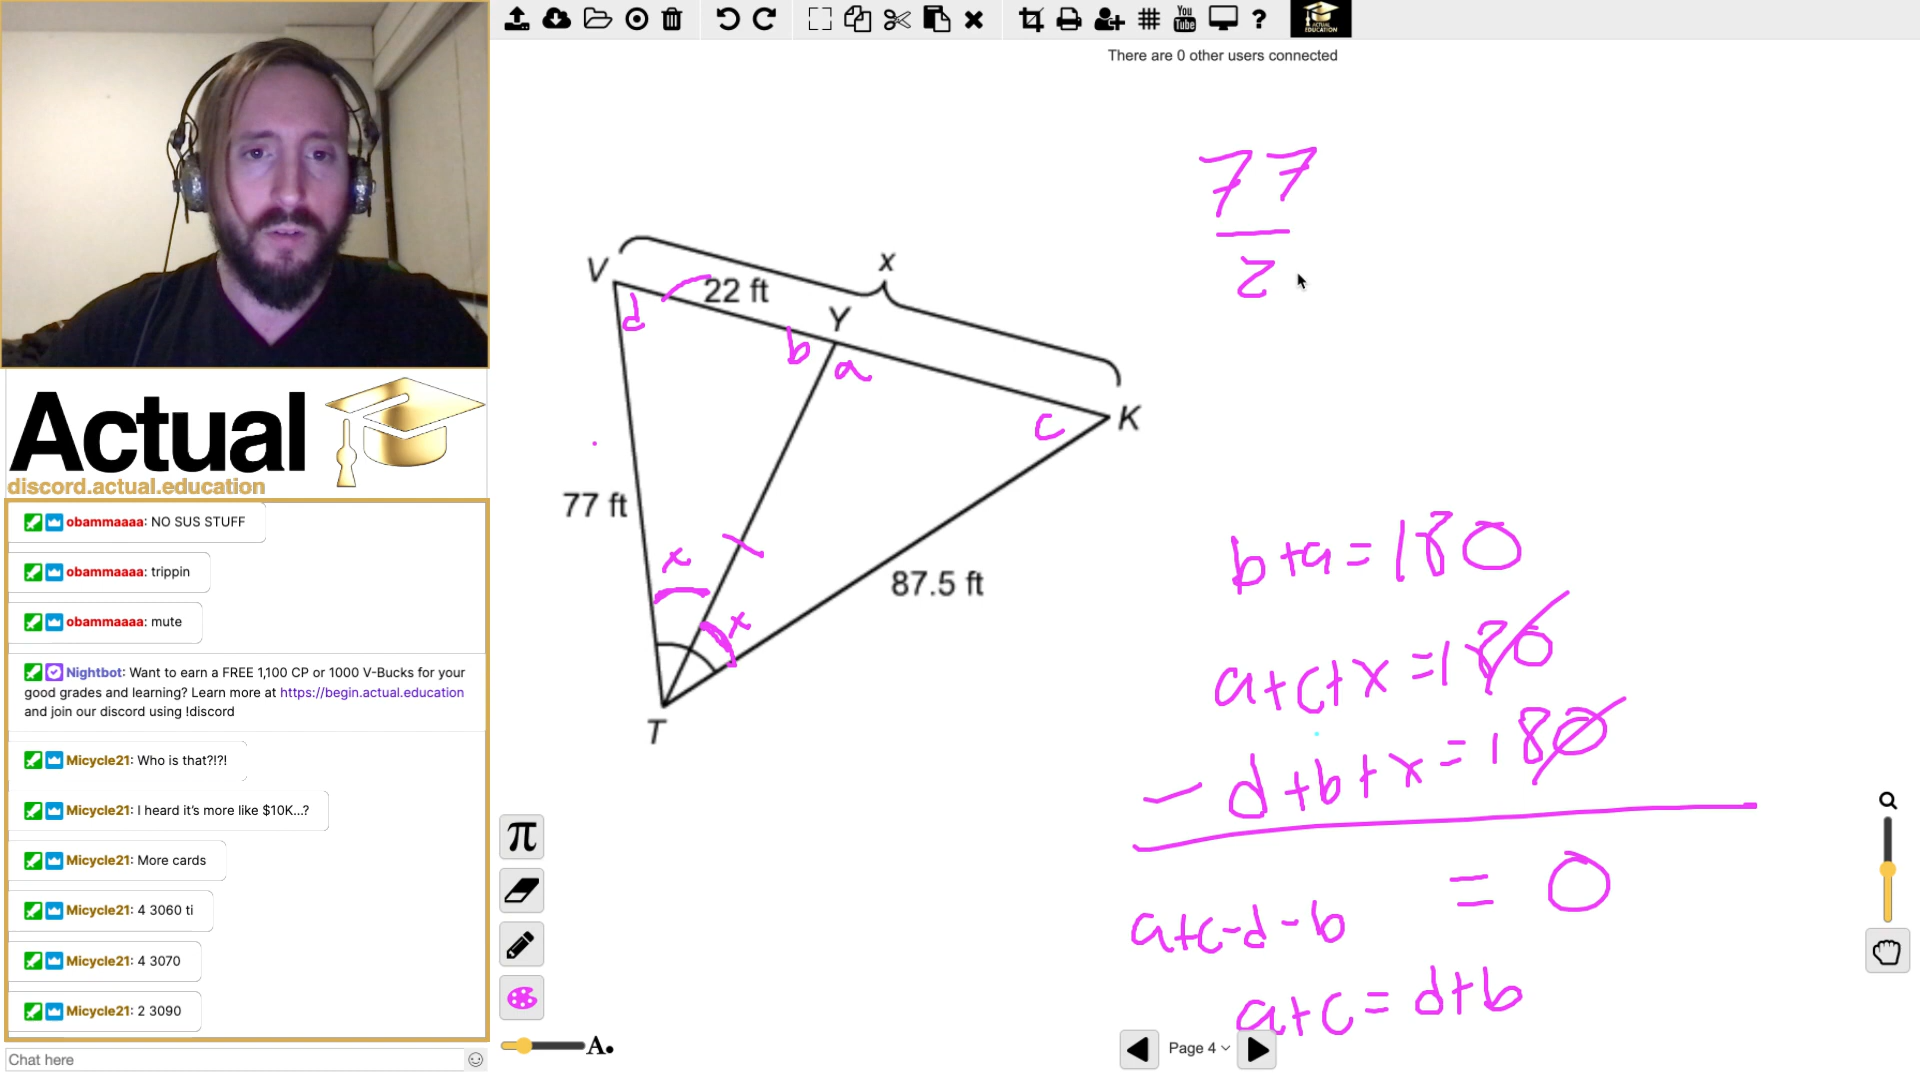 You Tube
?
ACTUAL EDUCATION
There are 0 other users connected
77
2
x
V
22 ft
d
Y
b
a
c
K
77 ft
x
x
87.5 ft
T
b+a=180
a+c+x=180
- d+b+x=180
= 0
a+c-d-b
a+c=d+b
Actual
discord.actual.education
obammaaaa: NO SUS STUFF
obammaaaa: trippin
obammaaaa: mute
Nightbot: Want to earn a FREE 1,100 CP or 1000 V-Bucks for your
good grades and learning? Learn more at https://begin.actual.education
and join our discord using !discord
Micycle21: Who is that?!?!
Micycle21: I heard it's more like $10K...?
Micycle21: More cards
Micycle21: 4 3060 ti
Micycle21: 4 3070
Micycle21: 2 3090
Chat here
π
A
Page 4